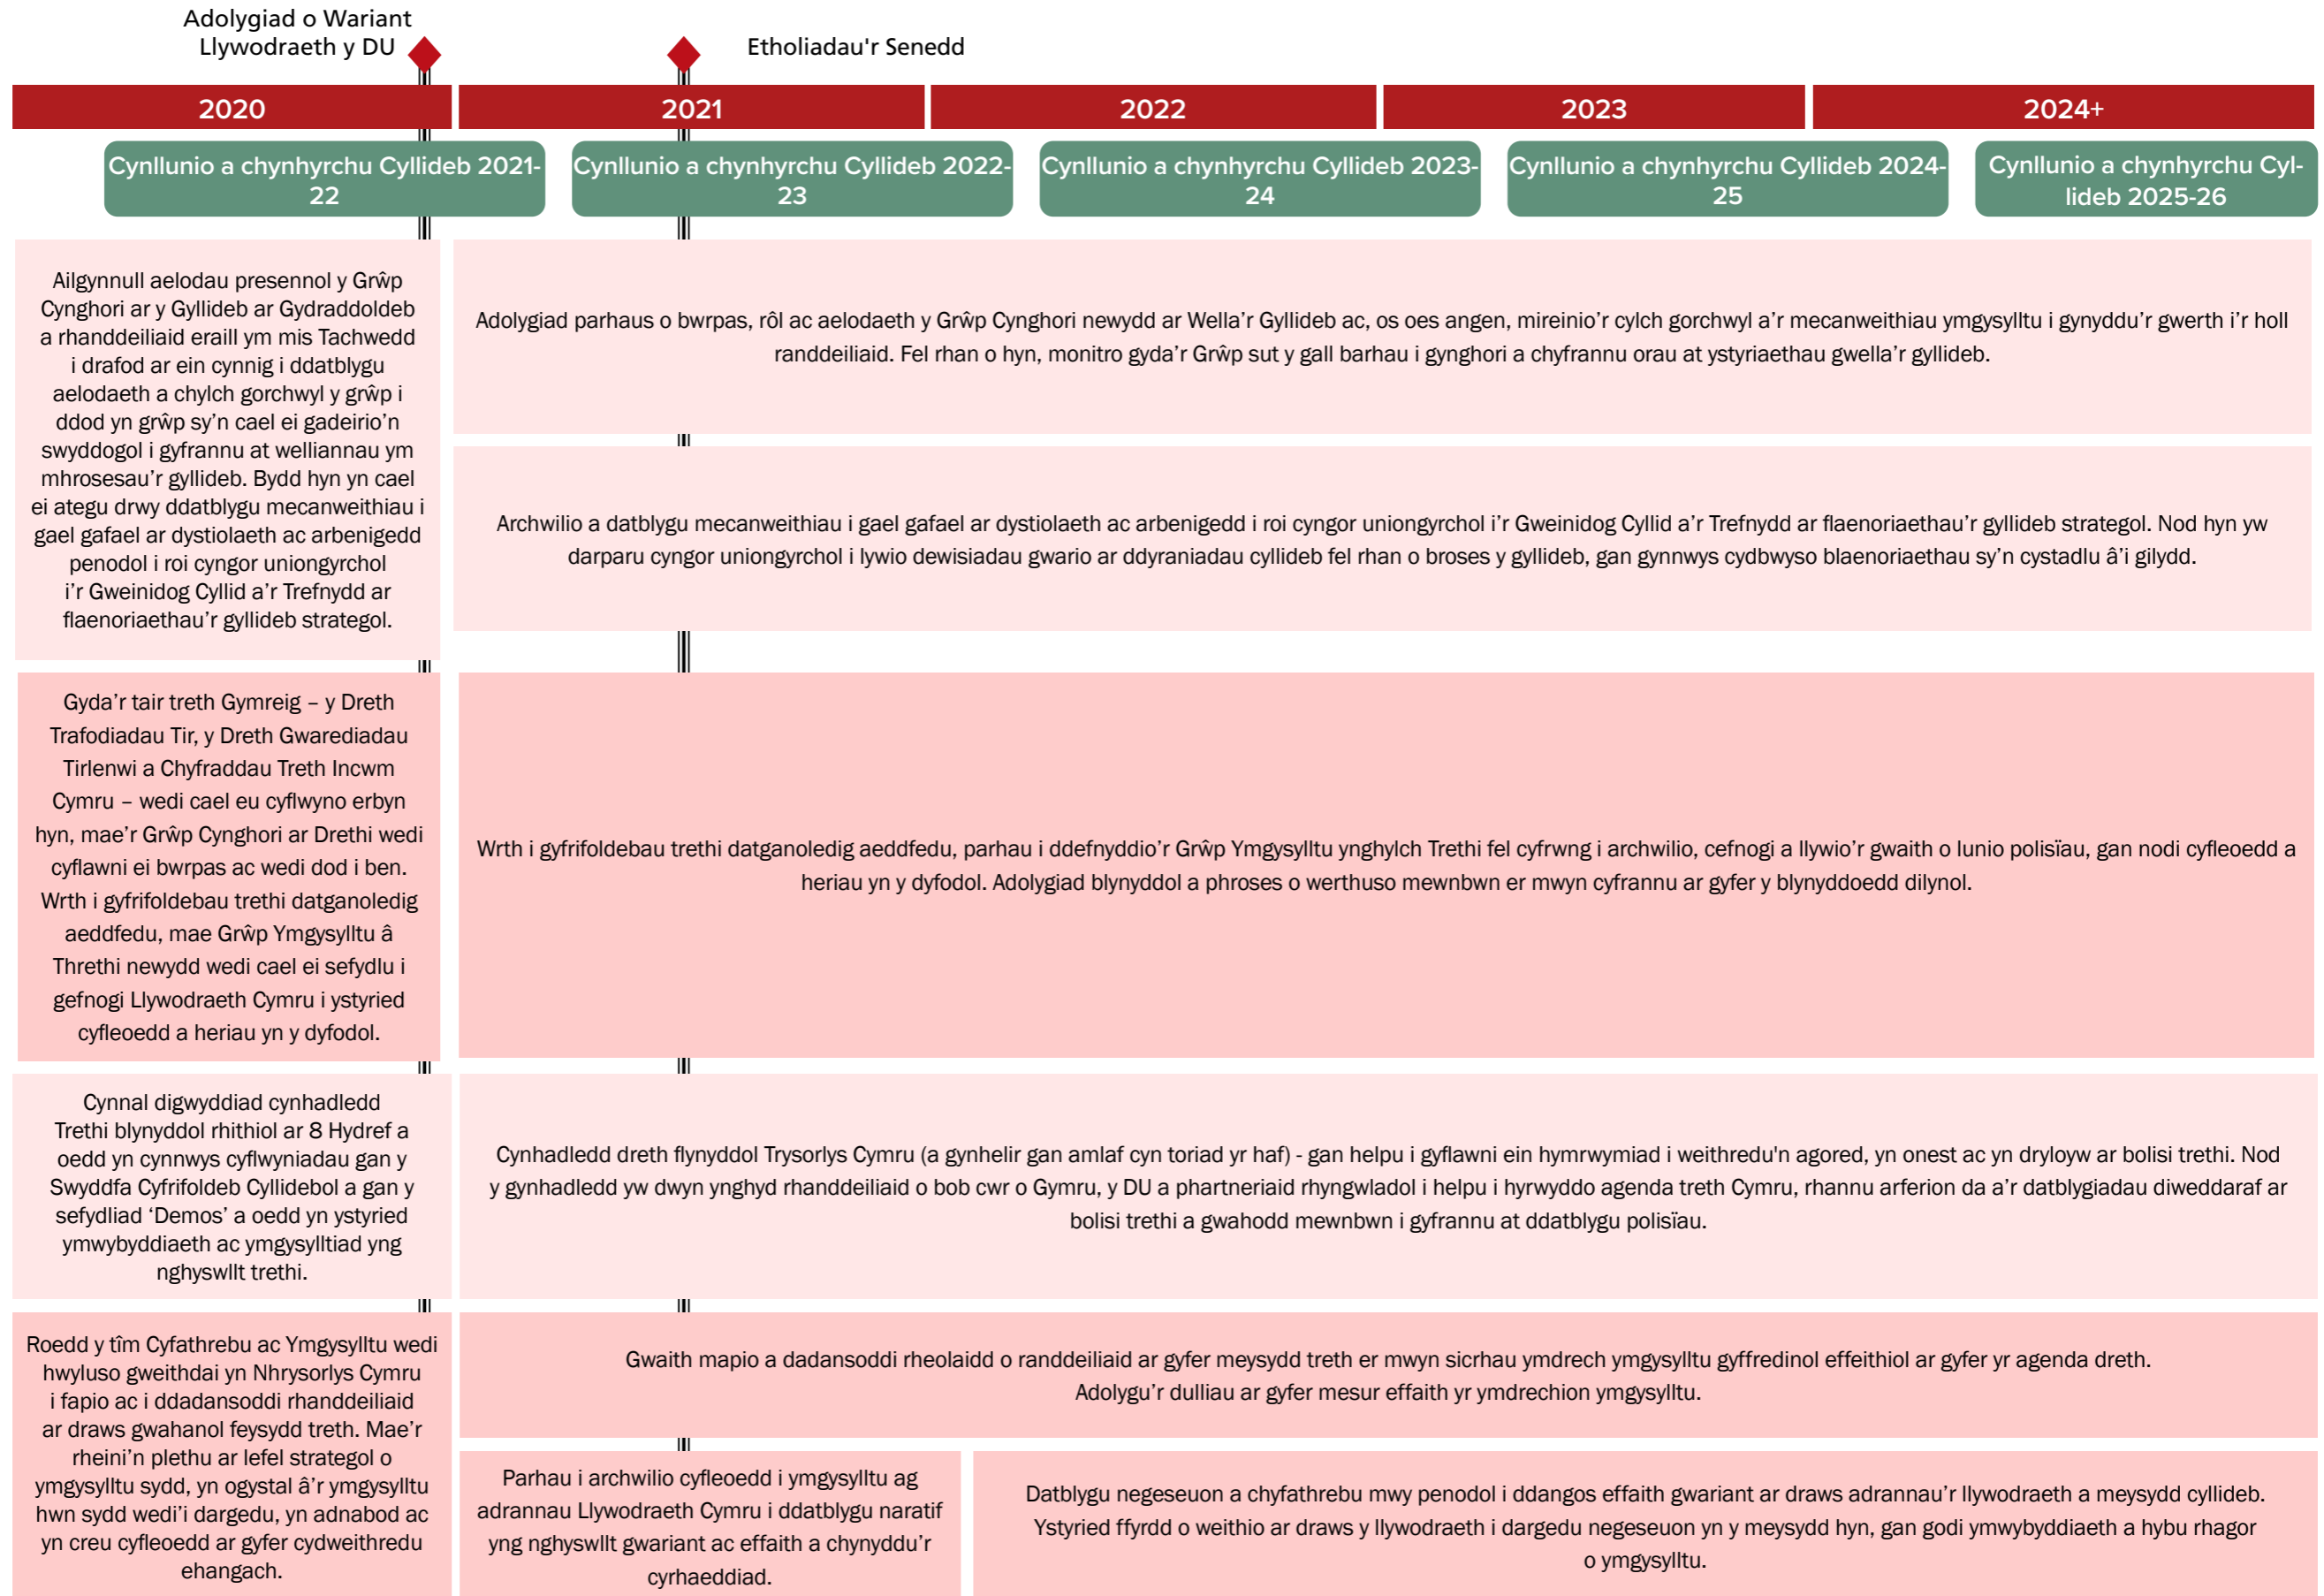 Adolygiad o Wariant
Llywodraeth y DU
Etholiadau'r Senedd
2020
2021
2022
2023
2024+
Cynllunio a chynhyrchu Cyllideb 2021-
22
Cynllunio a chynhyrchu Cyllideb 2022-
23
Cynllunio a chynhyrchu Cyllideb 2023-
24
Cynllunio a chynhyrchu Cyllideb 2024-
25
Cynllunio a chynhyrchu Cyl-
lideb 2025-26
Ailgynnull aelodau presennol y Grŵp
Cynghori ar y Gyllideb ar Gydraddoldeb
a rhanddeiliaid eraill ym mis Tachwedd
i drafod ar ein cynnig i ddatblygu
aelodaeth a chylch gorchwyl y grŵp i
ddod yn grŵp sy’n cael ei gadeirio’n
swyddogol i gyfrannu at welliannau ym
mhrosesau’r gyllideb. Bydd hyn yn cael
ei ategu drwy ddatblygu mecanweithiau i
gael gafael ar dystiolaeth ac arbenigedd
penodol i roi cyngor uniongyrchol
i’r Gweinidog Cyllid a’r Trefnydd ar
flaenoriaethau’r gyllideb strategol.
Adolygiad parhaus o bwrpas, rôl ac aelodaeth y Grŵp Cynghori newydd ar Wella’r Gyllideb ac, os oes angen, mireinio’r cylch gorchwyl a’r mecanweithiau ymgysylltu i gynyddu’r gwerth i’r holl
randdeiliaid. Fel rhan o hyn, monitro gyda’r Grŵp sut y gall barhau i gynghori a chyfrannu orau at ystyriaethau gwella’r gyllideb.
Archwilio a datblygu mecanweithiau i gael gafael ar dystiolaeth ac arbenigedd i roi cyngor uniongyrchol i’r Gweinidog Cyllid a’r Trefnydd ar flaenoriaethau’r gyllideb strategol. Nod hyn yw
darparu cyngor uniongyrchol i lywio dewisiadau gwario ar ddyraniadau cyllideb fel rhan o broses y gyllideb, gan gynnwys cydbwyso blaenoriaethau sy’n cystadlu â’i gilydd.
Gyda’r tair treth Gymreig – y Dreth
Trafodiadau Tir, y Dreth Gwarediadau
Tirlenwi a Chyfraddau Treth Incwm
Cymru – wedi cael eu cyflwyno erbyn
hyn, mae’r Grŵp Cynghori ar Drethi wedi
cyflawni ei bwrpas ac wedi dod i ben.
Wrth i gyfrifoldebau trethi datganoledig
aeddfedu, mae Grŵp Ymgysylltu â
Threthi newydd wedi cael ei sefydlu i
gefnogi Llywodraeth Cymru i ystyried
cyfleoedd a heriau yn y dyfodol.
Wrth i gyfrifoldebau trethi datganoledig aeddfedu, parhau i ddefnyddio’r Grŵp Ymgysylltu ynghylch Trethi fel cyfrwng i archwilio, cefnogi a llywio’r gwaith o lunio polisïau, gan nodi cyfleoedd a
heriau yn y dyfodol. Adolygiad blynyddol a phroses o werthuso mewnbwn er mwyn cyfrannu ar gyfer y blynyddoedd dilynol.
Cynnal digwyddiad cynhadledd
Trethi blynyddol rhithiol ar 8 Hydref a
oedd yn cynnwys cyflwyniadau gan y
Swyddfa Cyfrifoldeb Cyllidebol a gan y
sefydliad ‘Demos’ a oedd yn ystyried
ymwybyddiaeth ac ymgysylltiad yng
nghyswllt trethi.
Cynhadledd dreth flynyddol Trysorlys Cymru (a gynhelir gan amlaf cyn toriad yr haf) - gan helpu i gyflawni ein hymrwymiad i weithredu'n agored, yn onest ac yn dryloyw ar bolisi trethi. Nod
y gynhadledd yw dwyn ynghyd rhanddeiliaid o bob cwr o Gymru, y DU a phartneriaid rhyngwladol i helpu i hyrwyddo agenda treth Cymru, rhannu arferion da a’r datblygiadau diweddaraf ar
bolisi trethi a gwahodd mewnbwn i gyfrannu at ddatblygu polisïau.
Roedd y tîm Cyfathrebu ac Ymgysylltu wedi
hwyluso gweithdai yn Nhrysorlys Cymru
i fapio ac i ddadansoddi rhanddeiliaid
ar draws gwahanol feysydd treth. Mae’r
rheini’n plethu ar lefel strategol o
ymgysylltu sydd, yn ogystal â’r ymgysylltu
hwn sydd wedi’i dargedu, yn adnabod ac
yn creu cyfleoedd ar gyfer cydweithredu
ehangach.
Gwaith mapio a dadansoddi rheolaidd o randdeiliaid ar gyfer meysydd treth er mwyn sicrhau ymdrech ymgysylltu gyffredinol effeithiol ar gyfer yr agenda dreth.
Adolygu’r dulliau ar gyfer mesur effaith yr ymdrechion ymgysylltu.
Parhau i archwilio cyfleoedd i ymgysylltu ag
adrannau Llywodraeth Cymru i ddatblygu naratif
yng nghyswllt gwariant ac effaith a chynyddu’r
cyrhaeddiad.
Datblygu negeseuon a chyfathrebu mwy penodol i ddangos effaith gwariant ar draws adrannau’r llywodraeth a meysydd cyllideb.
Ystyried ffyrdd o weithio ar draws y llywodraeth i dargedu negeseuon yn y meysydd hyn, gan godi ymwybyddiaeth a hybu rhagor
o ymgysylltu.